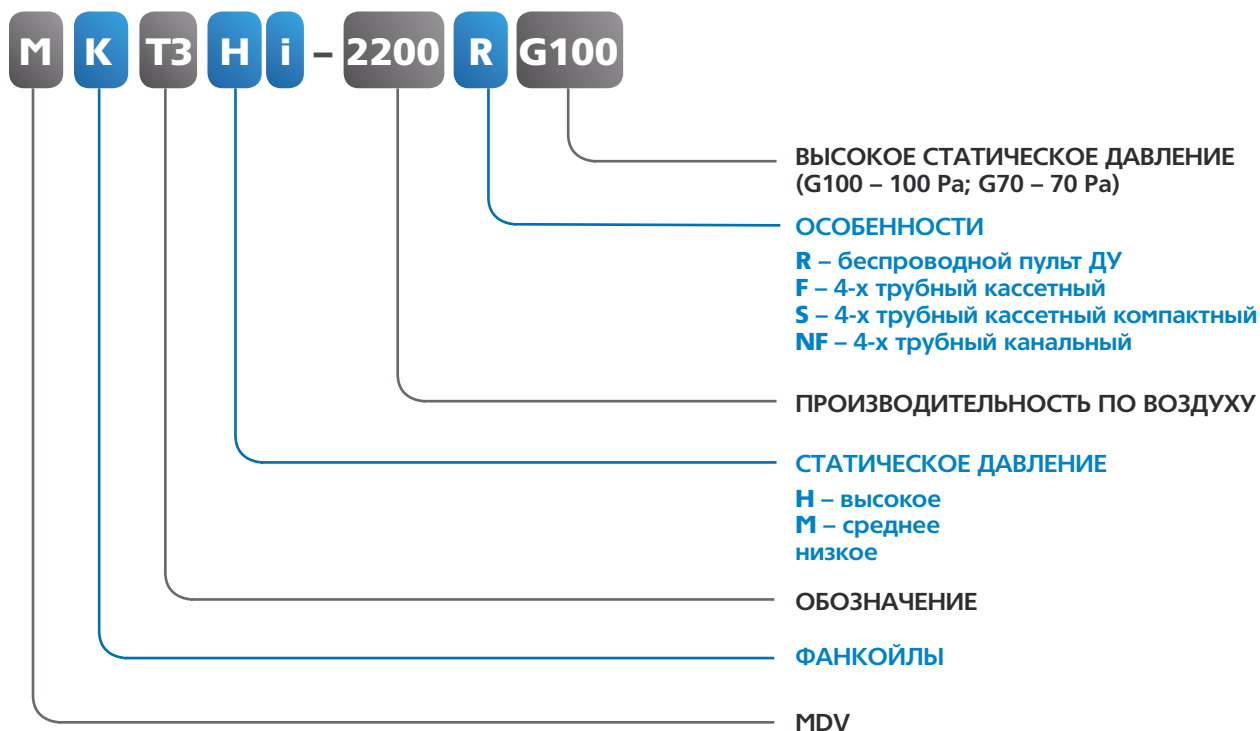 M K T3 H i – 2200 R G100
ВЫСОКОЕ СТАТИЧЕСКОЕ ДАВЛЕНИЕ
(G100 – 100 Pa; G70 – 70 Pa)
ОСОБЕННОСТИ
R – беспроводной пульт ДУ
F – 4-х трубный кассетный
S – 4-х трубный кассетный компактный
NF – 4-х трубный канальный
ПРОИЗВОДИТЕЛЬНОСТЬ ПО ВОЗДУХУ
СТАТИЧЕСКОЕ ДАВЛЕНИЕ
H – высокое
M – среднее
низкое
ОБОЗНАЧЕНИЕ
ФАНКОЙЛЫ
MDV